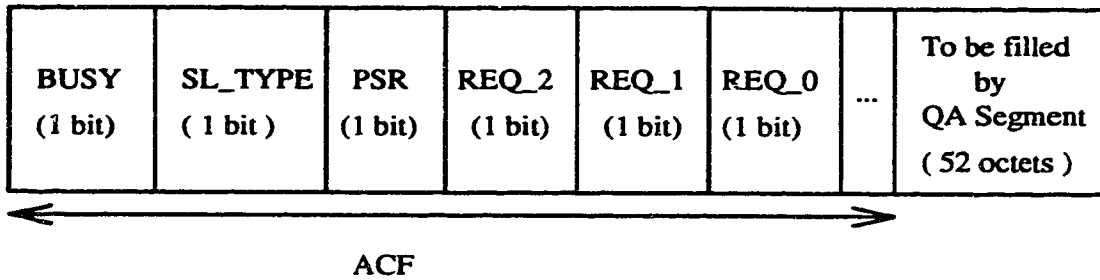 BUSY
(1 bit)
SL_TYPE
( 1 bit )
PSR
(1 bit)
REQ_2
(1 bit)
REQ_1
(1 bit)
REQ_0
(1 bit)
...
To be filled
by
QA Segment
( 52 octets )
ACF